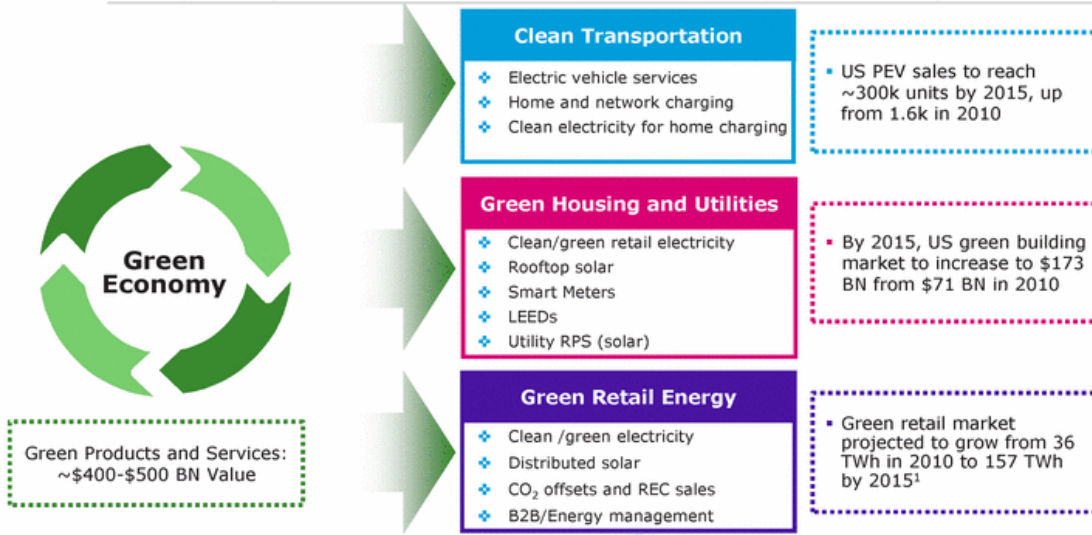 Green
Economy
Green Products and Services:
~$400-$500 BN Value
Clean Transportation
❖ Electric vehicle services
❖ Home and network charging
❖ Clean electricity for home charging
▪ US PEV sales to reach
~300k units by 2015, up
from 1.6k in 2010
Green Housing and Utilities
❖ Clean/green retail electricity
❖ Rooftop solar
❖ Smart Meters
❖ LEEDs
❖ Utility RPS (solar)
▪ By 2015, US green building
market to increase to $173
BN from $71 BN in 2010
Green Retail Energy
❖ Clean /green electricity
❖ Distributed solar
❖ CO₂ offsets and REC sales
❖ B2B/Energy management
▪ Green retail market
projected to grow from 36
TWh in 2010 to 157 TWh
by 2015¹